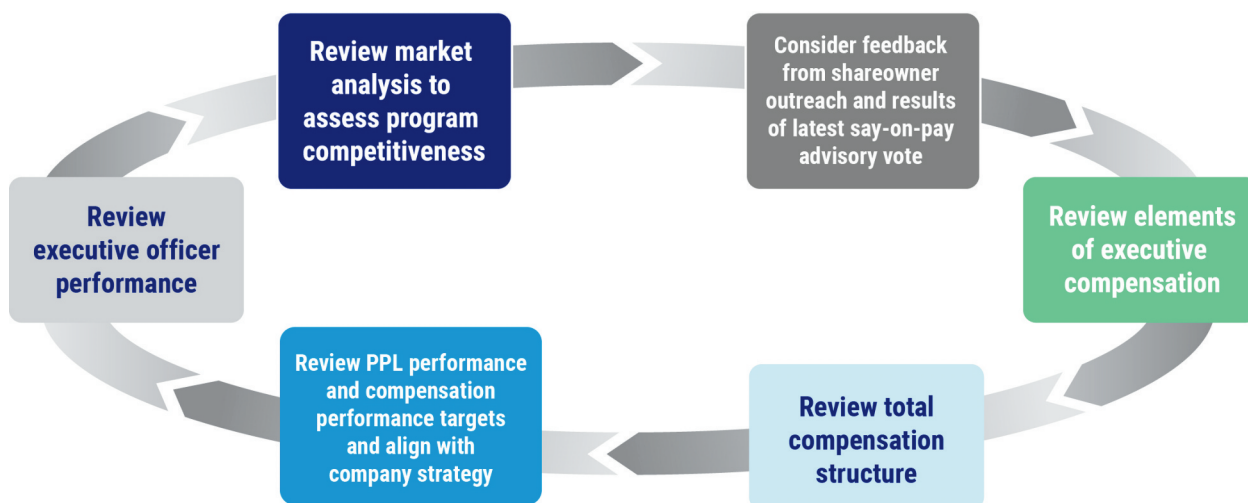 Review market
analysis to
assess program
competitiveness
Consider feedback
from shareowner
outreach and results
of latest say-on-pay
advisory vote
Review elements
of executive
compensation
Review total
compensation
structure
Review PPL performance
and compensation
performance targets
and align with
company strategy
Review
executive officer
performance